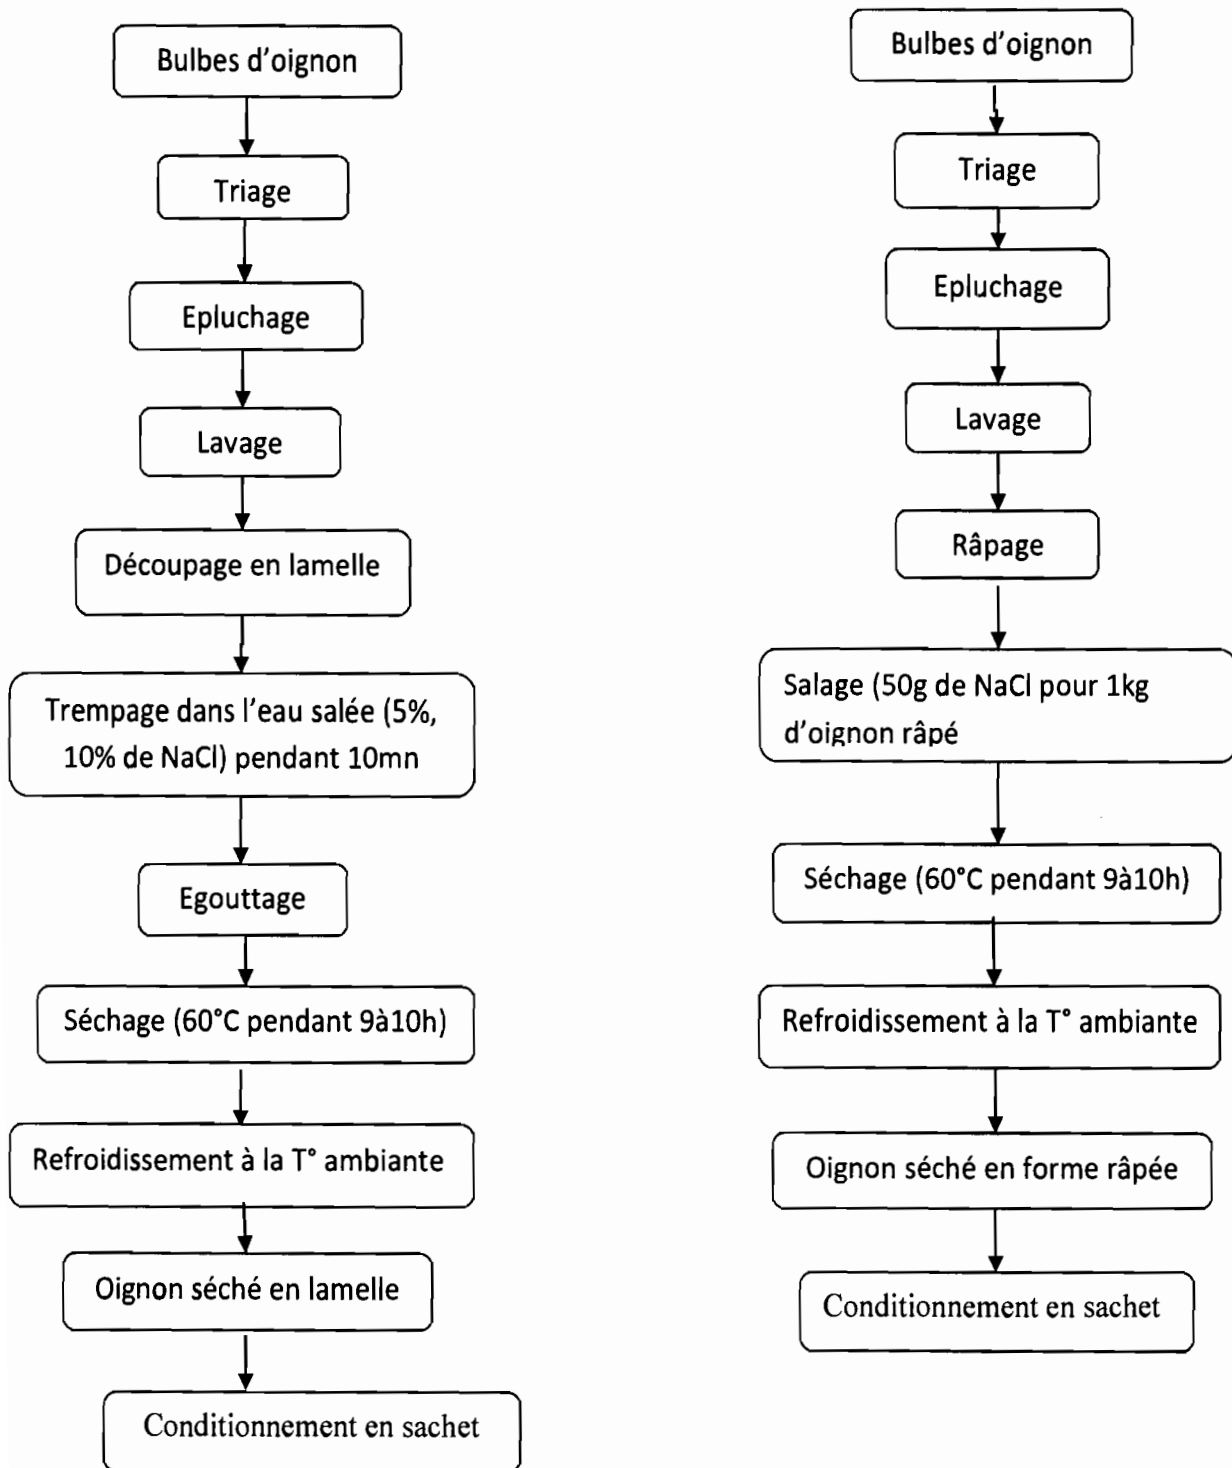 Bulbes d'oignon
Triage
Epluchage
Lavage
Découpage en lamelle
Trempage dans l'eau salée (5%,
10% de NaCl) pendant 10mn
Egouttage
Séchage (60°C pendant 9à10h)
Refroidissement à la T° ambiante
Oignon séché en lamelle
Conditionnement en sachet
Bulbes d'oignon
Triage
Epluchage
Lavage
Râpage
Salage (50g de NaCl pour 1kg
d'oignon râpé
Séchage (60°C pendant 9à10h)
Refroidissement à la T° ambiante
Oignon séché en forme râpée
Conditionnement en sachet